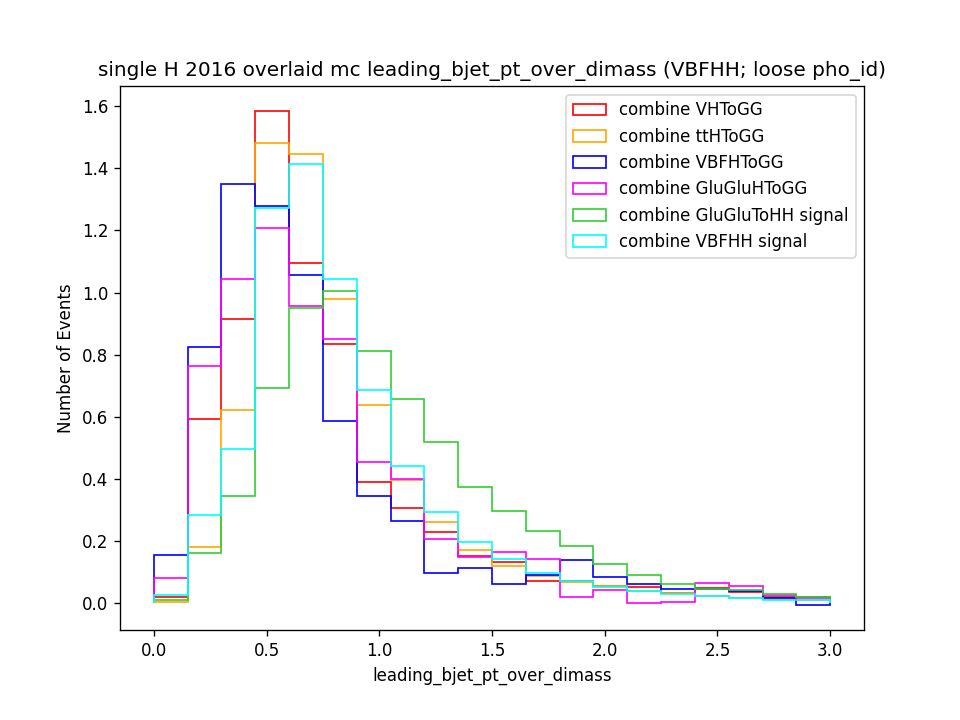 single H 2016 overlaid mc leading_bjet_pt_over_dimass (VBFHH; loose pho_id)
combine VHToGG
combine ttHToGG
combine VBFHToGG
combine GluGluHToGG
combine GluGluToHH signal
combine VBFHH signal
Number of Events
1.6
1.4
1.2
1.0
0.8
0.6
0.4
0.2
0.0
0.0 0.5 1.0 1.5 2.0 2.5 3.0
leading_bjet_pt_over_dimass